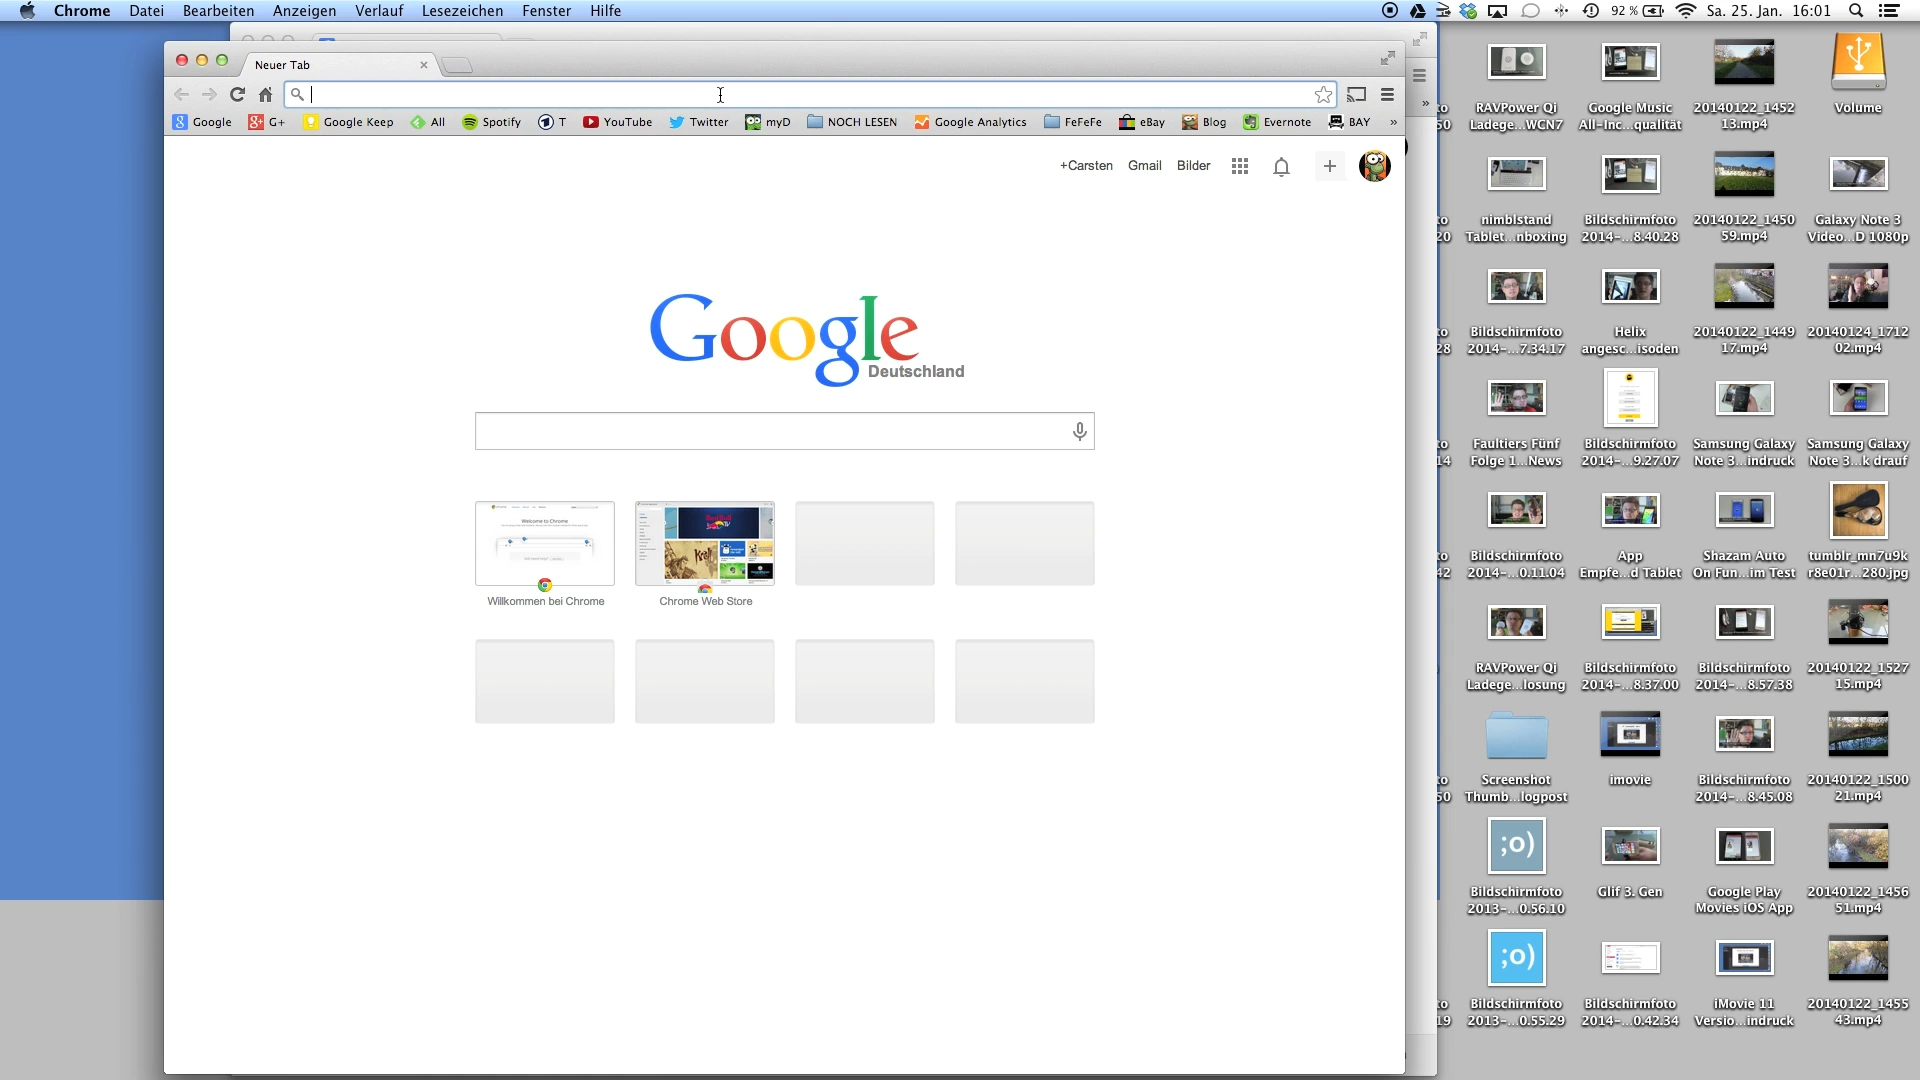 Chrome Datei Bearbeiten Anzeigen Verlauf Lesezeichen Fenster Hilfe
92 % Sa. 25. Jan. 16:01
Neuer Tab
Google G+ Google Keep All Spotify T YouTube Twitter myD NOCH LESEN Google Analytics FeFeFe eBay Blog Evernote BAY »
+Carsten Gmail Bilder
Google
Deutschland
Welcome to Chrome
Willkommen bei Chrome
Chrome Web Store
RAVPower Qi
Ladege...WCN7
Google Music
All-Inc...qualität
20140122_1452
13.mp4
Volume
nimblstand
Tablet...nboxing
Bildschirmfoto
2014-...8.40.28
20140122_1450
59.mp4
Galaxy Note 3
Video...D 1080p
Bildschirmfoto
2014-...7.34.17
Helix
angesc...isoden
20140122_1449
17.mp4
20140124_1712
02.mp4
Faultiers Fünf
Folge 1...News
Bildschirmfoto
2014-...9.27.07
Samsung Galaxy
Note 3...indruck
Samsung Galaxy
Note 3...k drauf
Bildschirmfoto
2014-...0.11.04
App
Empfe...d Tablet
Shazam Auto
On Fun...im Test
tumblr_mn7u9k
r8e01r...280.jpg
RAVPower Qi
Ladege...losung
Bildschirmfoto
2014-...8.37.00
Bildschirmfoto
2014-...8.57.38
20140122_1527
15.mp4
Screenshot
Thumb...logpost
imovie
Bildschirmfoto
2014-...8.45.08
20140122_1500
21.mp4
;o)
Bildschirmfoto
2013-...0.56.10
Glif 3. Gen
Google Play
Movies iOS App
20140122_1456
51.mp4
;o)
Bildschirmfoto
2013-...0.55.29
Bildschirmfoto
2014-...0.42.34
iMovie 11
Versio...indruck
20140122_1455
43.mp4